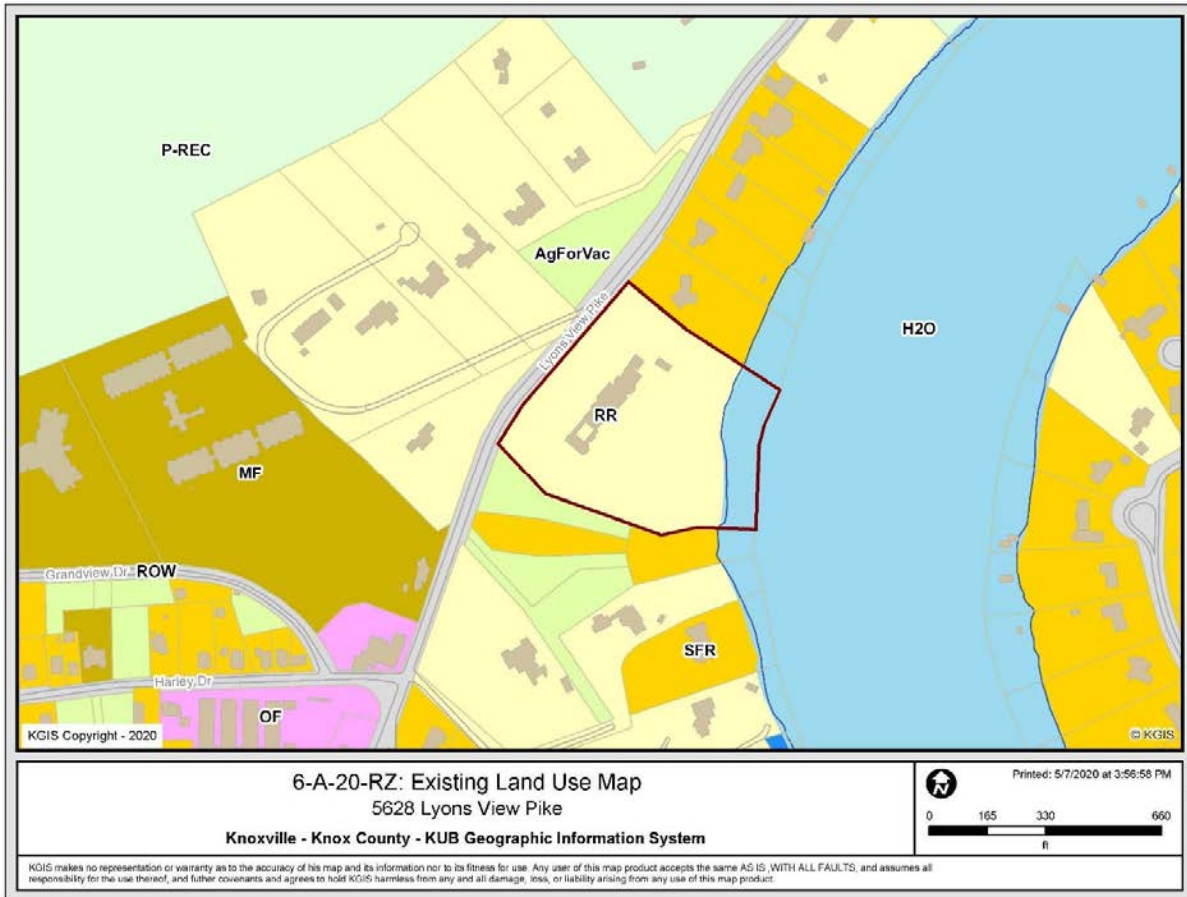 P-REC
AgForVac
Lyons View Pike
H2O
RR
MF
Grandview Dr
ROW
SFR
Harley Dr
OF
KGIS Copyright - 2020
© KGIS
6-A-20-RZ: Existing Land Use Map
5628 Lyons View Pike
Knoxville - Knox County - KUB Geographic Information System
N
Printed: 5/7/2020 at 3:56:58 PM
0 165 330 660
ft
KGIS makes no representation or warranty as to the accuracy of his map and its information nor to its fitness for use. Any user of this map product accepts the same AS IS ,WITH ALL FAULTS, and assumes all
responsibility for the use thereof, and futher covenants and agrees to hold KGIS harmless from any and all damage, loss, or liability arising from any use of this map product.